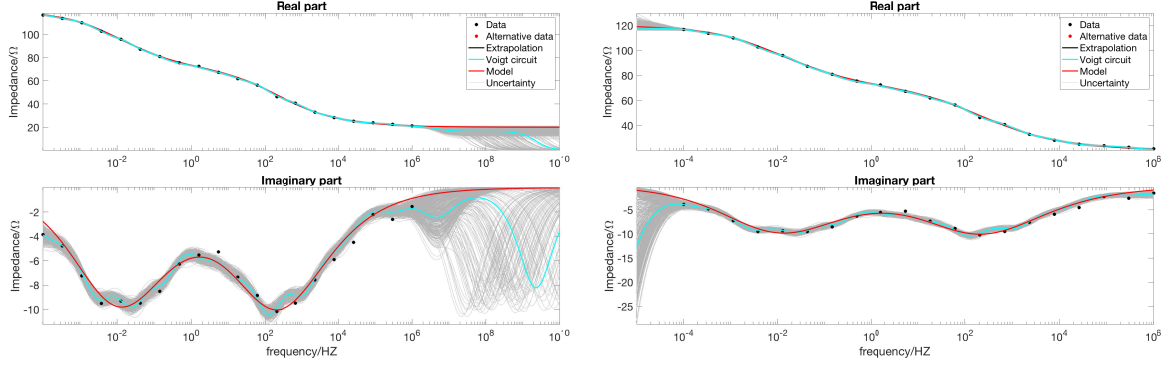 Real part
100
80
60
40
20
Impedance/Ω
Data
Alternative data
Extrapolation
Voigt circuit
Model
Uncertainty
10^-2 10^0 10^2 10^4 10^6 10^8
Imaginary part
-2
-4
-6
-8
-10
Impedance/Ω
10^-2 10^0 10^2 10^4 10^6 10^8
frequency/HZ
Real part
120
100
80
60
40
Impedance/Ω
Data
Alternative data
Extrapolation
Voigt circuit
Model
Uncertainty
10^-4 10^-2 10^0 10^2 10^4
Imaginary part
-5
-10
-15
-20
-25
Impedance/Ω
10^-4 10^-2 10^0 10^2 10^4
frequency/HZ